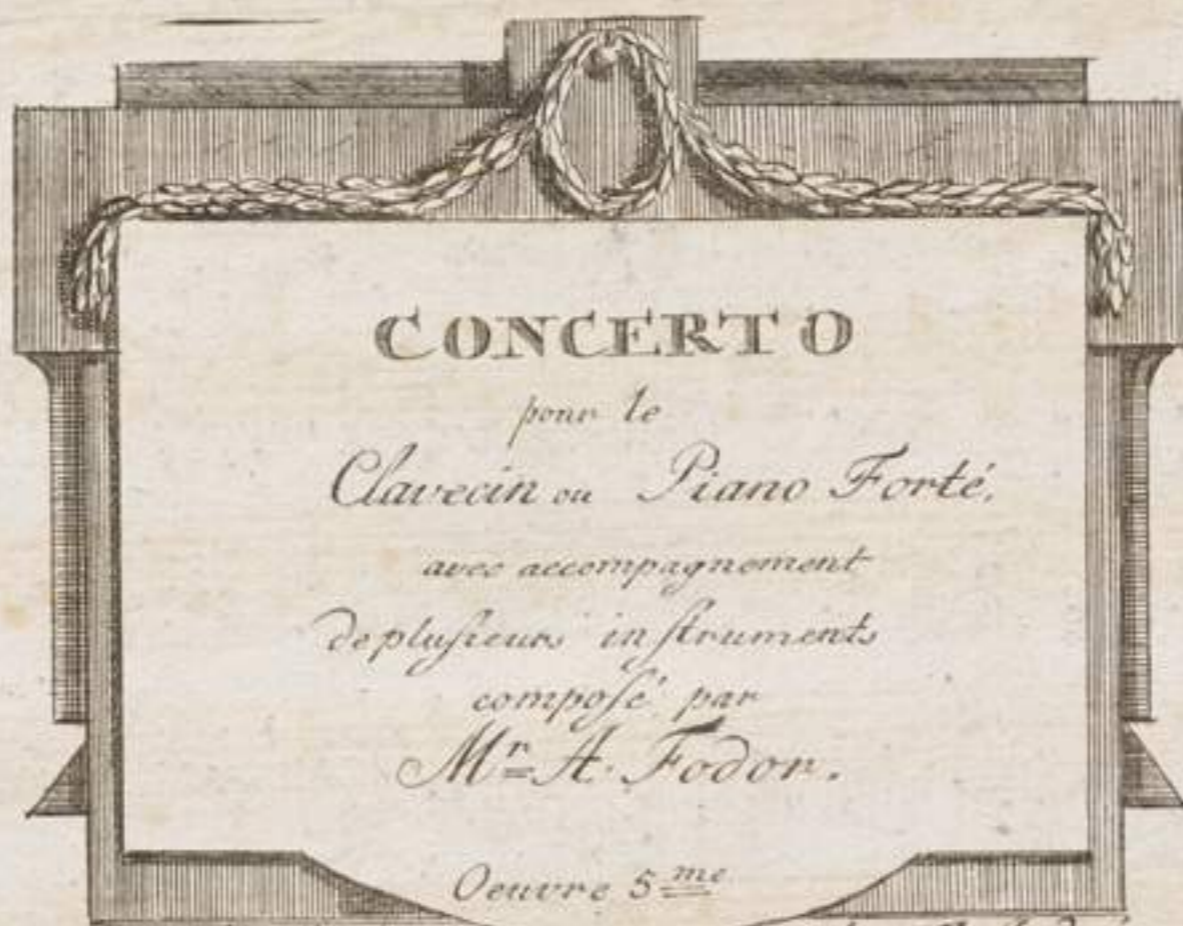 CONCERTO
pour le
Clavecin ou Piano Forté.
avec accompagnement
de plusieurs instruments
composé par
Mr. A. Fodor.
Oeuvre 5me